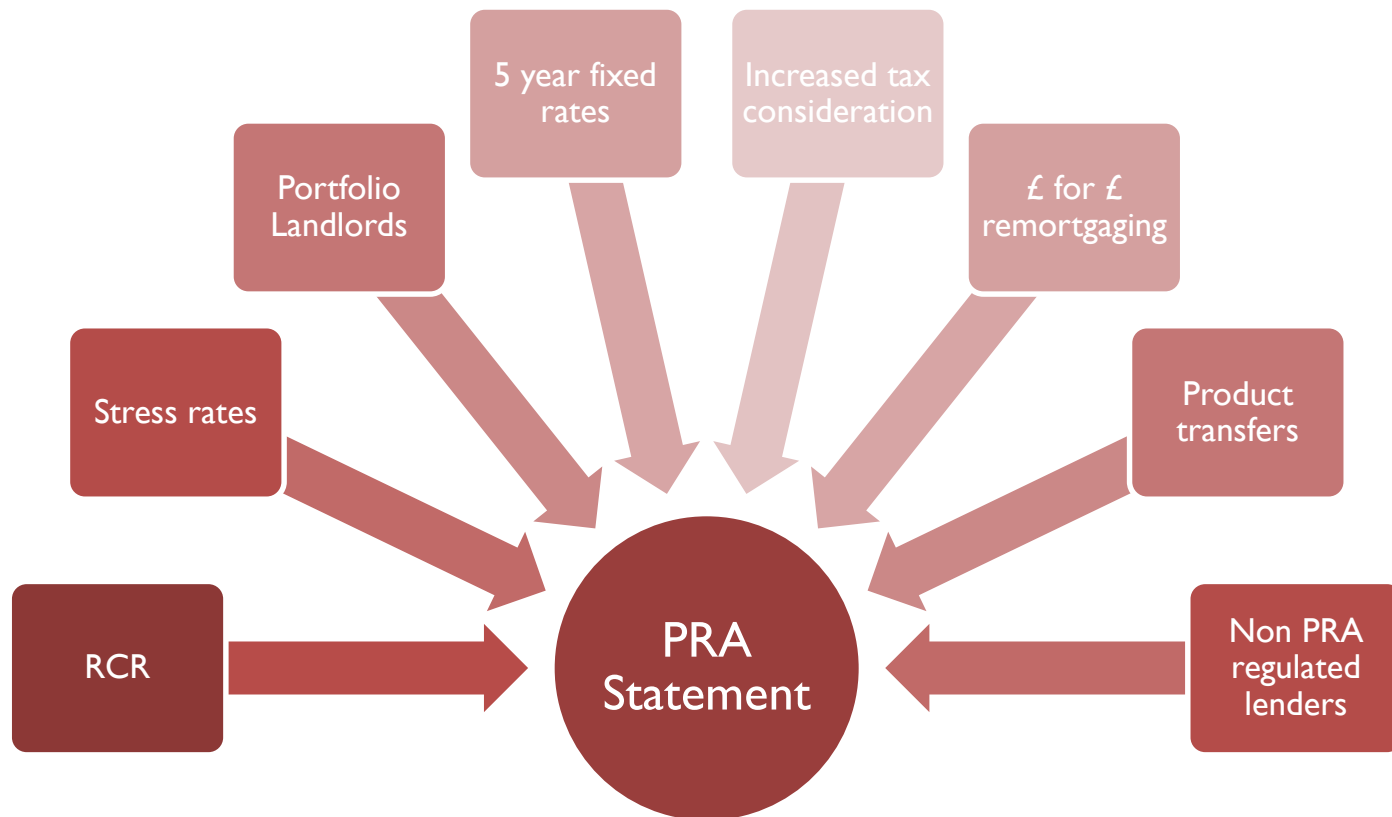 5 year fixed
rates
Increased tax
consideration
Portfolio
Landlords
£ for £
remortgaging
Stress rates
Product
transfers
RCR
PRA
Statement
Non PRA
regulated
lenders